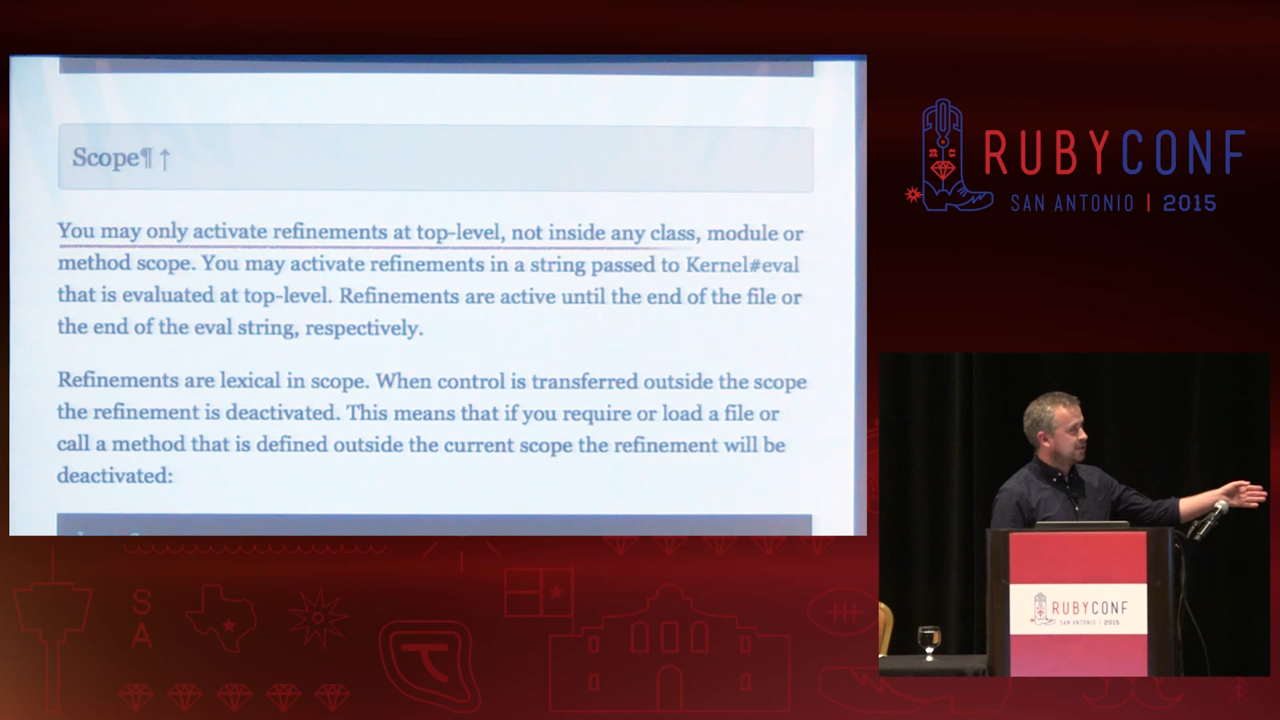 Scope¶ ↑
You may only activate refinements at top-level, not inside any class, module or
method scope. You may activate refinements in a string passed to Kernel#eval
that is evaluated at top-level. Refinements are active until the end of the file or
the end of the eval string, respectively.
Refinements are lexical in scope. When control is transferred outside the scope
the refinement is deactivated. This means that if you require or load a file or
call a method that is defined outside the current scope the refinement will be
deactivated:
RUBYCONF
SAN ANTONIO | 2015
RUBYCONF
SAN ANTONIO | 2015
S
A